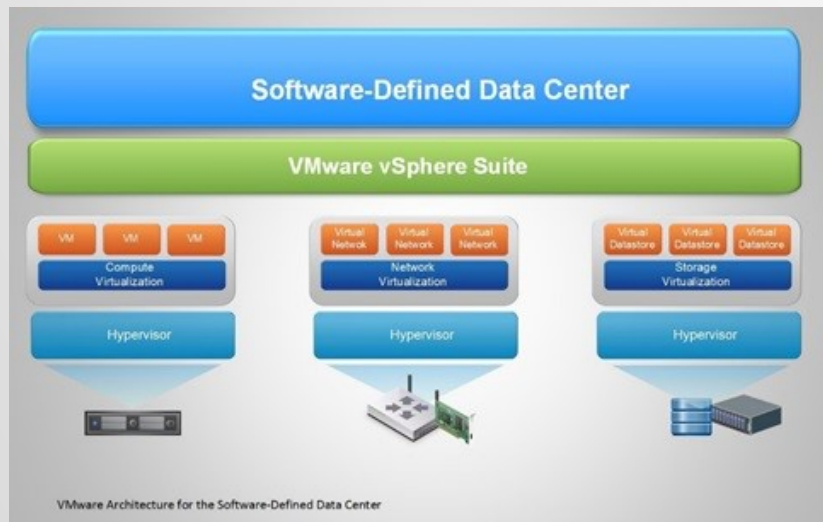 Software-Defined Data Center
VMware vSphere Suite
VM
VM
VM
Compute
Virtualization
Virtual
Netwok
Virtual
Network
Virtual
Network
Network
Virtualization
Virtual
Datastore
Virtual
Datastore
Virtual
Datastore
Storage
Virtualization
Hypervisor
Hypervisor
Hypervisor
VMware Architecture for the Software-Defined Data Center